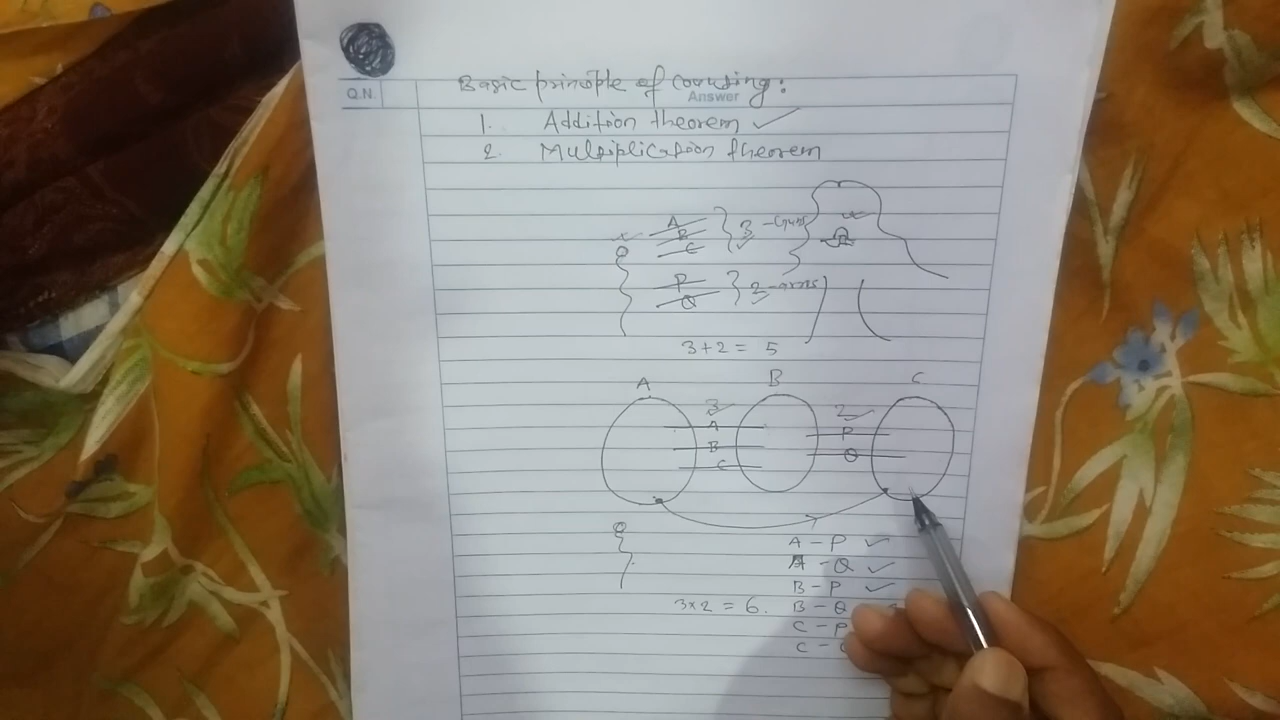 Basic principle of counting:
Q.N.
Answer
1. Addition theorem ✓
2. Multiplication theorem
A
B
C
3
P
Q
2
3+2 = 5
A B C
3 2
A P
B Q
C
A - P ✓
A - Q ✓
B - P ✓
3×2 = 6. B - Q
C - P
C -